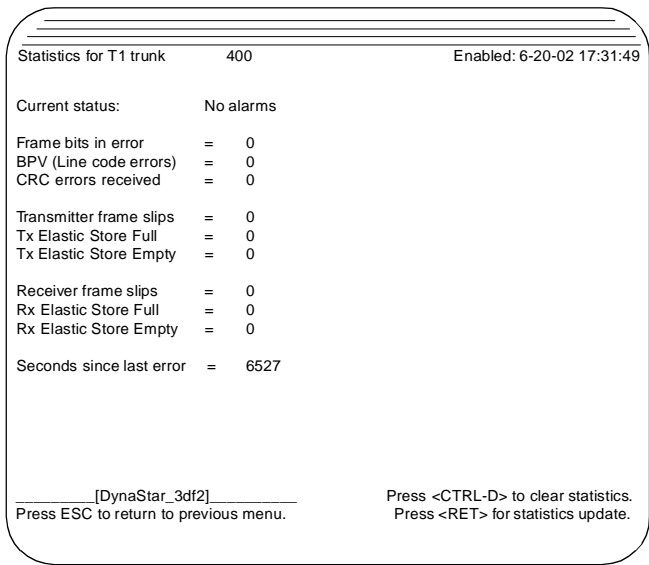 Statistics for T1 trunk 400 Enabled: 6-20-02 17:31:49
Current status: No alarms
Frame bits in error = 0
BPV (Line code errors) = 0
CRC errors received = 0
Transmitter frame slips = 0
Tx Elastic Store Full = 0
Tx Elastic Store Empty = 0
Receiver frame slips = 0
Rx Elastic Store Full = 0
Rx Elastic Store Empty = 0
Seconds since last error = 6527
_________[DynaStar_3df2]__________ Press <CTRL-D> to clear statistics.
Press ESC to return to previous menu. Press <RET> for statistics update.